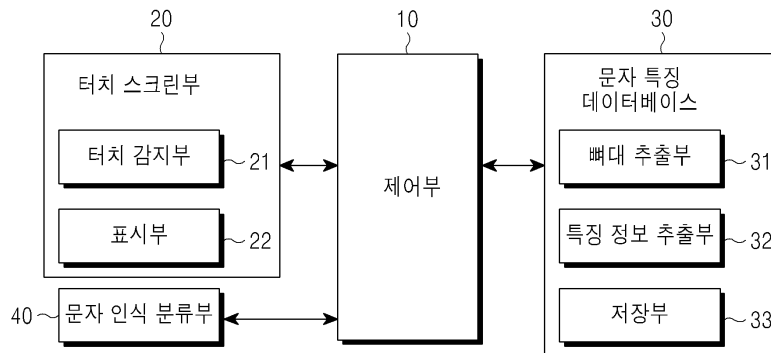 20
10
30
터치 스크린부
문자 특징
데이터베이스
터치 감지부
21
제어부
뼈대 추출부
31
표시부
22
특징 정보 추출부
32
40
문자 인식 분류부
저장부
33